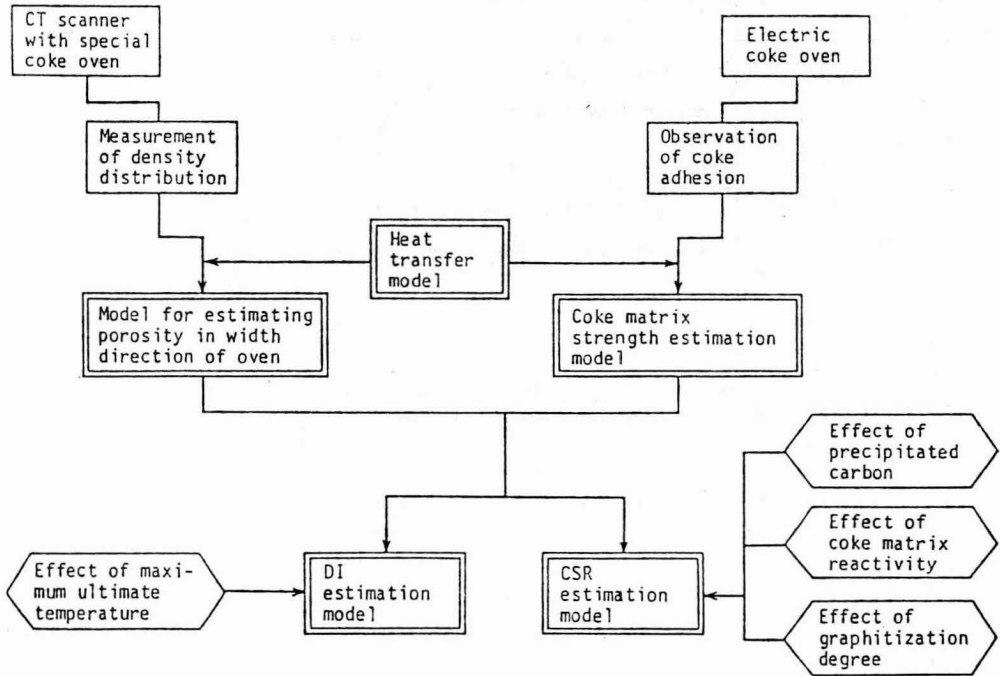 CT scanner
with special
coke oven
Electric
coke oven
Measurement
of density
distribution
Observation
of coke
adhesion
Heat
transfer
model
Model for estimating
porosity in width
direction of oven
Coke matrix
strength estimation
model
Effect of
precipitated
carbon
Effect of
coke matrix
reactivity
Effect of maxi-
mum ultimate
temperature
DI
estimation
model
CSR
estimation
model
Effect of
graphitization
degree